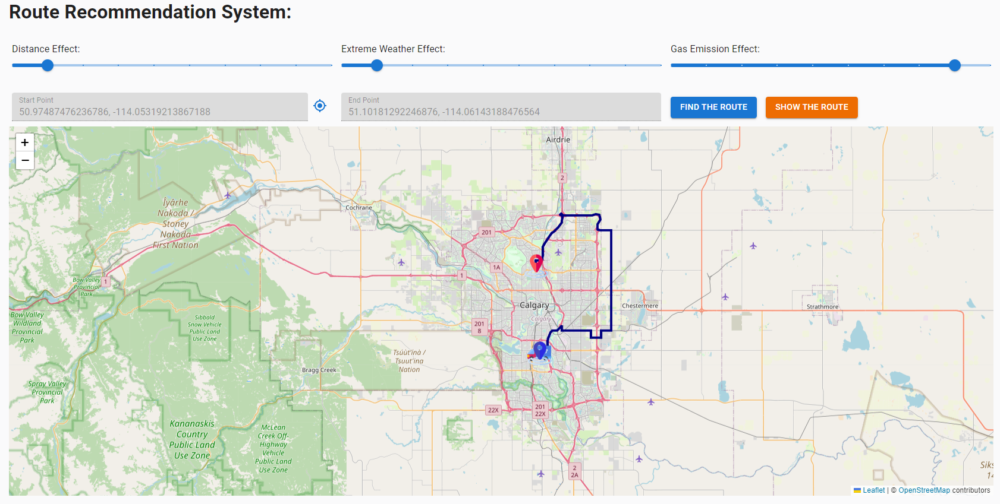 Route Recommendation System:
Distance Effect:
Extreme Weather Effect:
Gas Emission Effect:
Start Point
50.97487476236786, -114.05319213867188
End Point
51.10181292246876, -114.06143188476564
FIND THE ROUTE
SHOW THE ROUTE
+
−
Airdrie
2
Îyârhe
Nakoda /
Stoney
Nakoda
First Nation
Cochrane
201
1A
1
1
Bow Valley
Provincial
Park
Calgary
Calgary
Chestermere
Strathmore
Bow Valley
Wildland
Provincial
Park
Sibbald
Snow Vehicle
Public Land
Use Zone
201
8
Tsúùt'ínà /
Tsuut'ina
Nation
Bragg Creek
Spray Valley
Provincial
Park
22X
201
22X
Kananaskis
Country
Public Land
Use Zone
McLean
Creek Off-
Highway
Vehicle
Public Land
Use Zone
2
2A
Siks
14
Leaflet | © OpenStreetMap contributors